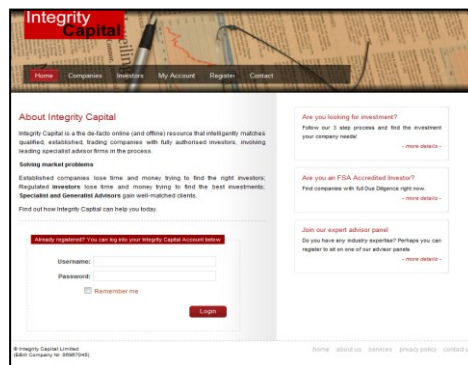 Integrity
Capital
Home Companies Investors My Account Register Contact
About Integrity Capital
Integrity Capital is a the de-facto online (and offline) resource that intelligently matches
qualified, established, trading companies with fully authorised investors, involving
leading specialist advisor firms in the process.
Solving market problems
Established companies lose time and money trying to find the right investors;
Regulated investors lose time and money trying to find the best investments;
Specialist and Generalist Advisors gain well-matched clients.
Find out how Integrity Captial can help you today.
Already registered? You can log into your Integrity Capital Account below
Username:
Password:
Remember me
Login
Are you looking for investment?
Follow our 3 step process and find the investment
your company needs!
- more details -
Are you an FSA Accredited Investor?
Find companies with full Due Diligence right now.
- more details -
Join our expert advisor panel
Do you have any industry expertise? Perhaps you can
register to sit on one of our advisor panels
- more details -
© Integrity Capital Limited
home about us services privacy policy contact u